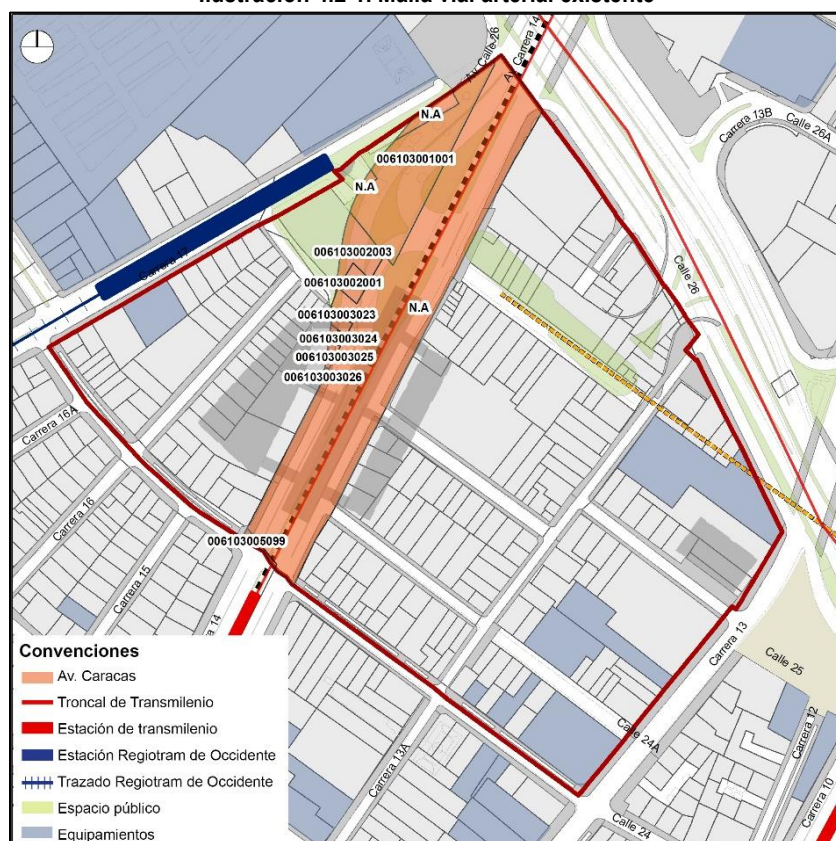 Ilustración 4.2-1. Malla vial arterial existente
Av. Calle 26
Av. Carrera 14
N.A
006103001001
N.A
Carrera 13B
Calle 26A
Carrera 17
006103002003
006103002001
N.A
006103003023
006103003024
006103003025
006103003026
Calle 26
Carrera 16A
Carrera 16
Carrera 15
006103005099
Carrera 13
Calle 25
Carrera 12
Carrera 10
Calle 24A
Carrera 13A
Calle 24
14
Convenciones
Av. Caracas
Troncal de Transmilenio
Estación de transmilenio
Estación Regiotram de Occidente
Trazado Regiotram de Occidente
Espacio público
Equipamientos